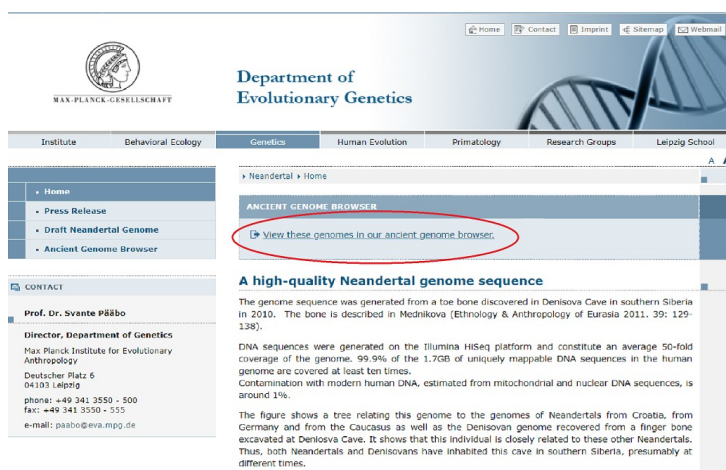 Home
Contact
Imprint
Sitemap
Webmail
MAX-PLANCK-GESELLSCHAFT
Department of
Evolutionary Genetics
Institute
Behavioral Ecology
Genetics
Human Evolution
Primatology
Research Groups
Leipzig School
A A
Home
Press Release
Draft Neandertal Genome
Ancient Genome Browser
CONTACT
Prof. Dr. Svante Pääbo
Director, Department of Genetics
Max Planck Institute for Evolutionary
Anthropology
Deutscher Platz 6
04103 Leipzig
phone: +49 341 3550 - 500
fax: +49 341 3550 - 555
e-mail: paabo@eva.mpg.de
Neandertal Home
ANCIENT GENOME BROWSER
View these genomes in our ancient genome browser.
A high-quality Neandertal genome sequence
The genome sequence was generated from a toe bone discovered in Denisova Cave in southern Siberia
in 2010. The bone is described in Mednikova (Ethnology & Anthropology of Eurasia 2011. 39: 129-
138).
DNA sequences were generated on the Illumina HiSeq platform and constitute an average 50-fold
coverage of the genome. 99.9% of the 1.7GB of uniquely mappable DNA sequences in the human
genome are covered at least ten times.
Contamination with modern human DNA, estimated from mitochondrial and nuclear DNA sequences, is
around 1%.
The figure shows a tree relating this genome to the genomes of Neandertals from Croatia, from
Germany and from the Caucasus as well as the Denisovan genome recovered from a finger bone
excavated at Deniosva Cave. It shows that this individual is closely related to these other Neandertals.
Thus, both Neandertals and Denisovans have inhabited this cave in southern Siberia, presumably at
different times.